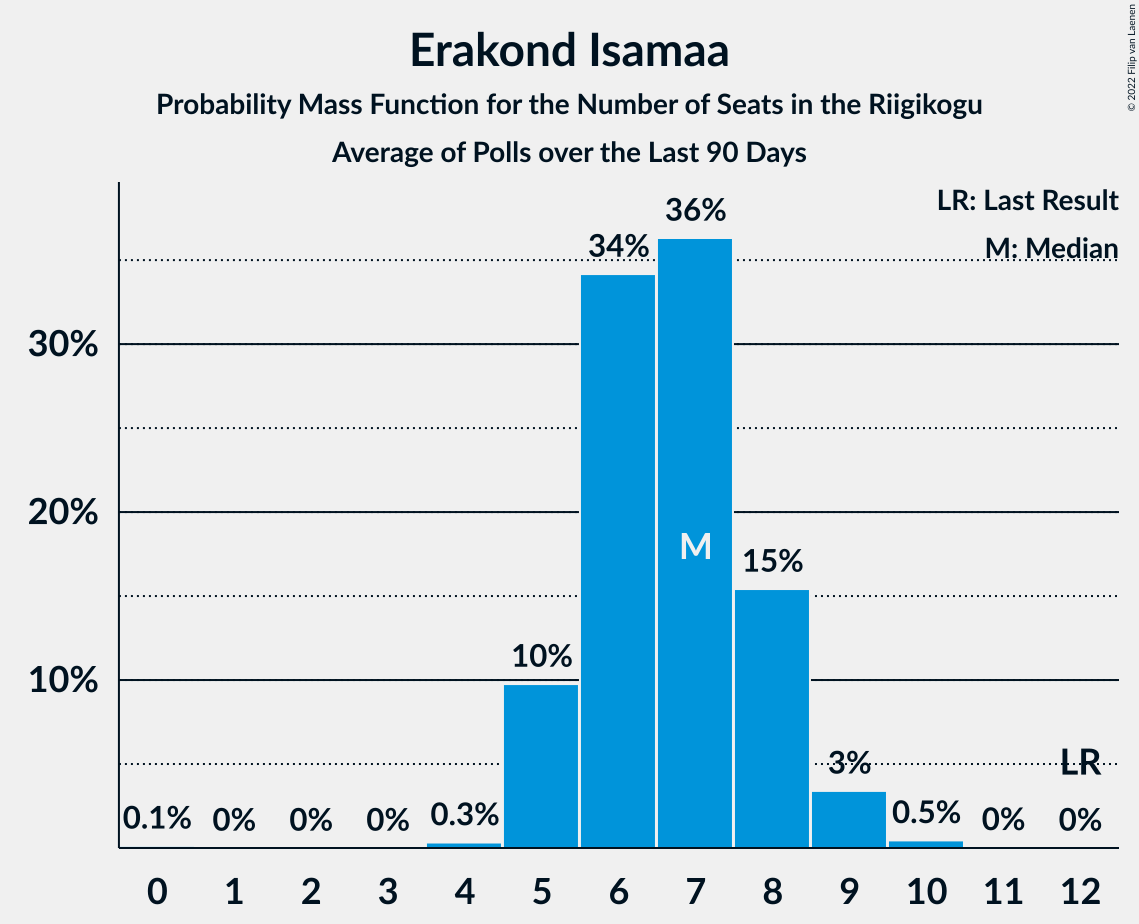 Erakond Isamaa
Probability Mass Function for the Number of Seats in the Riigikogu
Average of Polls over the Last 90 Days
© 2022 Filip van Laenen
LR: Last Result
M: Median
30%
20%
10%
0.1% 0% 0% 0% 0.3% 10% 34% 36% 15% 3% 0.5% 0% 0%
M
LR
0 1 2 3 4 5 6 7 8 9 10 11 12